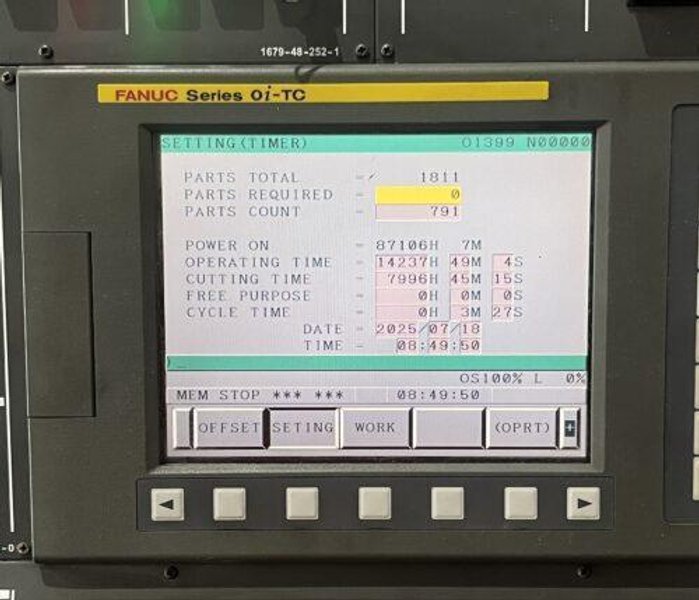 1679-48-252-1
FANUC Series 0i-TC
SETTING(TIMER) O1399 N00000
PARTS TOTAL = 1811
PARTS REQUIRED = 0
PARTS COUNT = 791
POWER ON = 87106H 7M
OPERATING TIME = 14237H 49M 4S
CUTTING TIME = 7996H 45M 15S
FREE PURPOSE = 0H 0M 0S
CYCLE TIME = 0H 3M 27S
DATE = 2025/07/18
TIME = 08:49:50
)_
OS100% L 0%
MEM STOP *** *** 08:49:50
OFFSET SETING WORK (OPRT) +